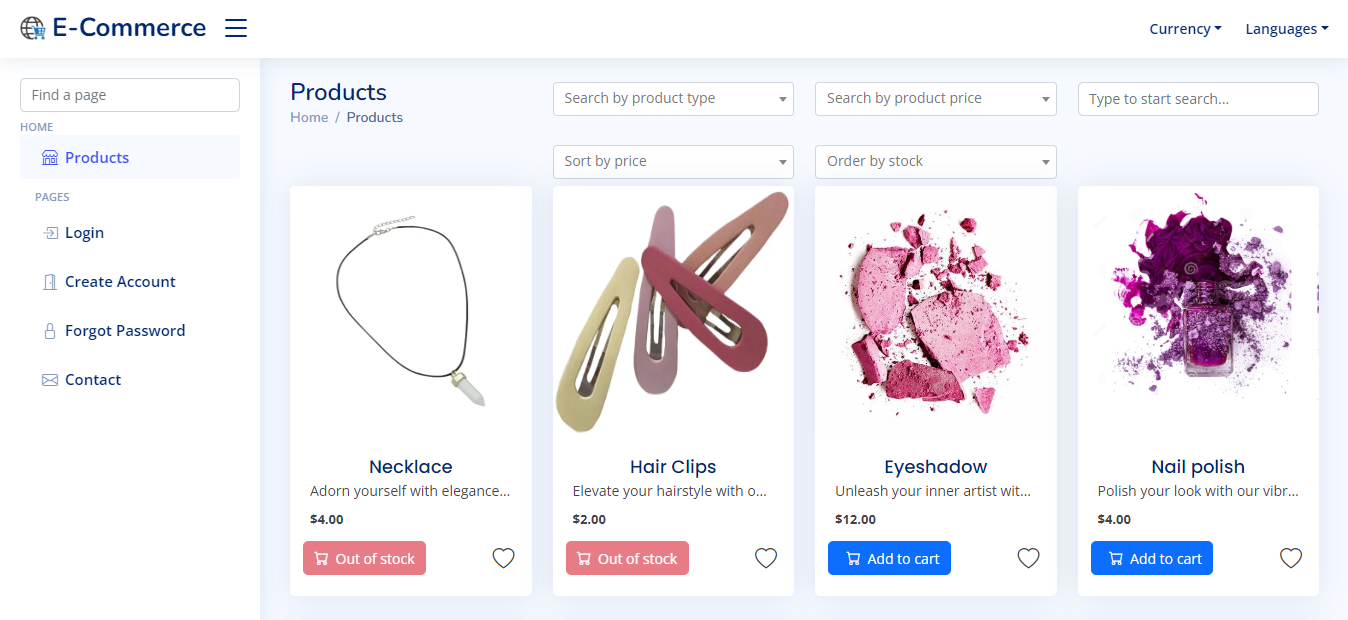 E-Commerce
Currency
Languages
Find a page
HOME
Products
PAGES
Login
Create Account
Forgot Password
Contact
Products
Home / Products
Search by product type
Search by product price
Type to start search...
Sort by price
Order by stock
Necklace
Adorn yourself with elegance...
$4.00
Out of stock
Hair Clips
Elevate your hairstyle with o...
$2.00
Out of stock
Eyeshadow
Unleash your inner artist wit...
$12.00
Add to cart
Nail polish
Polish your look with our vibr...
$4.00
Add to cart